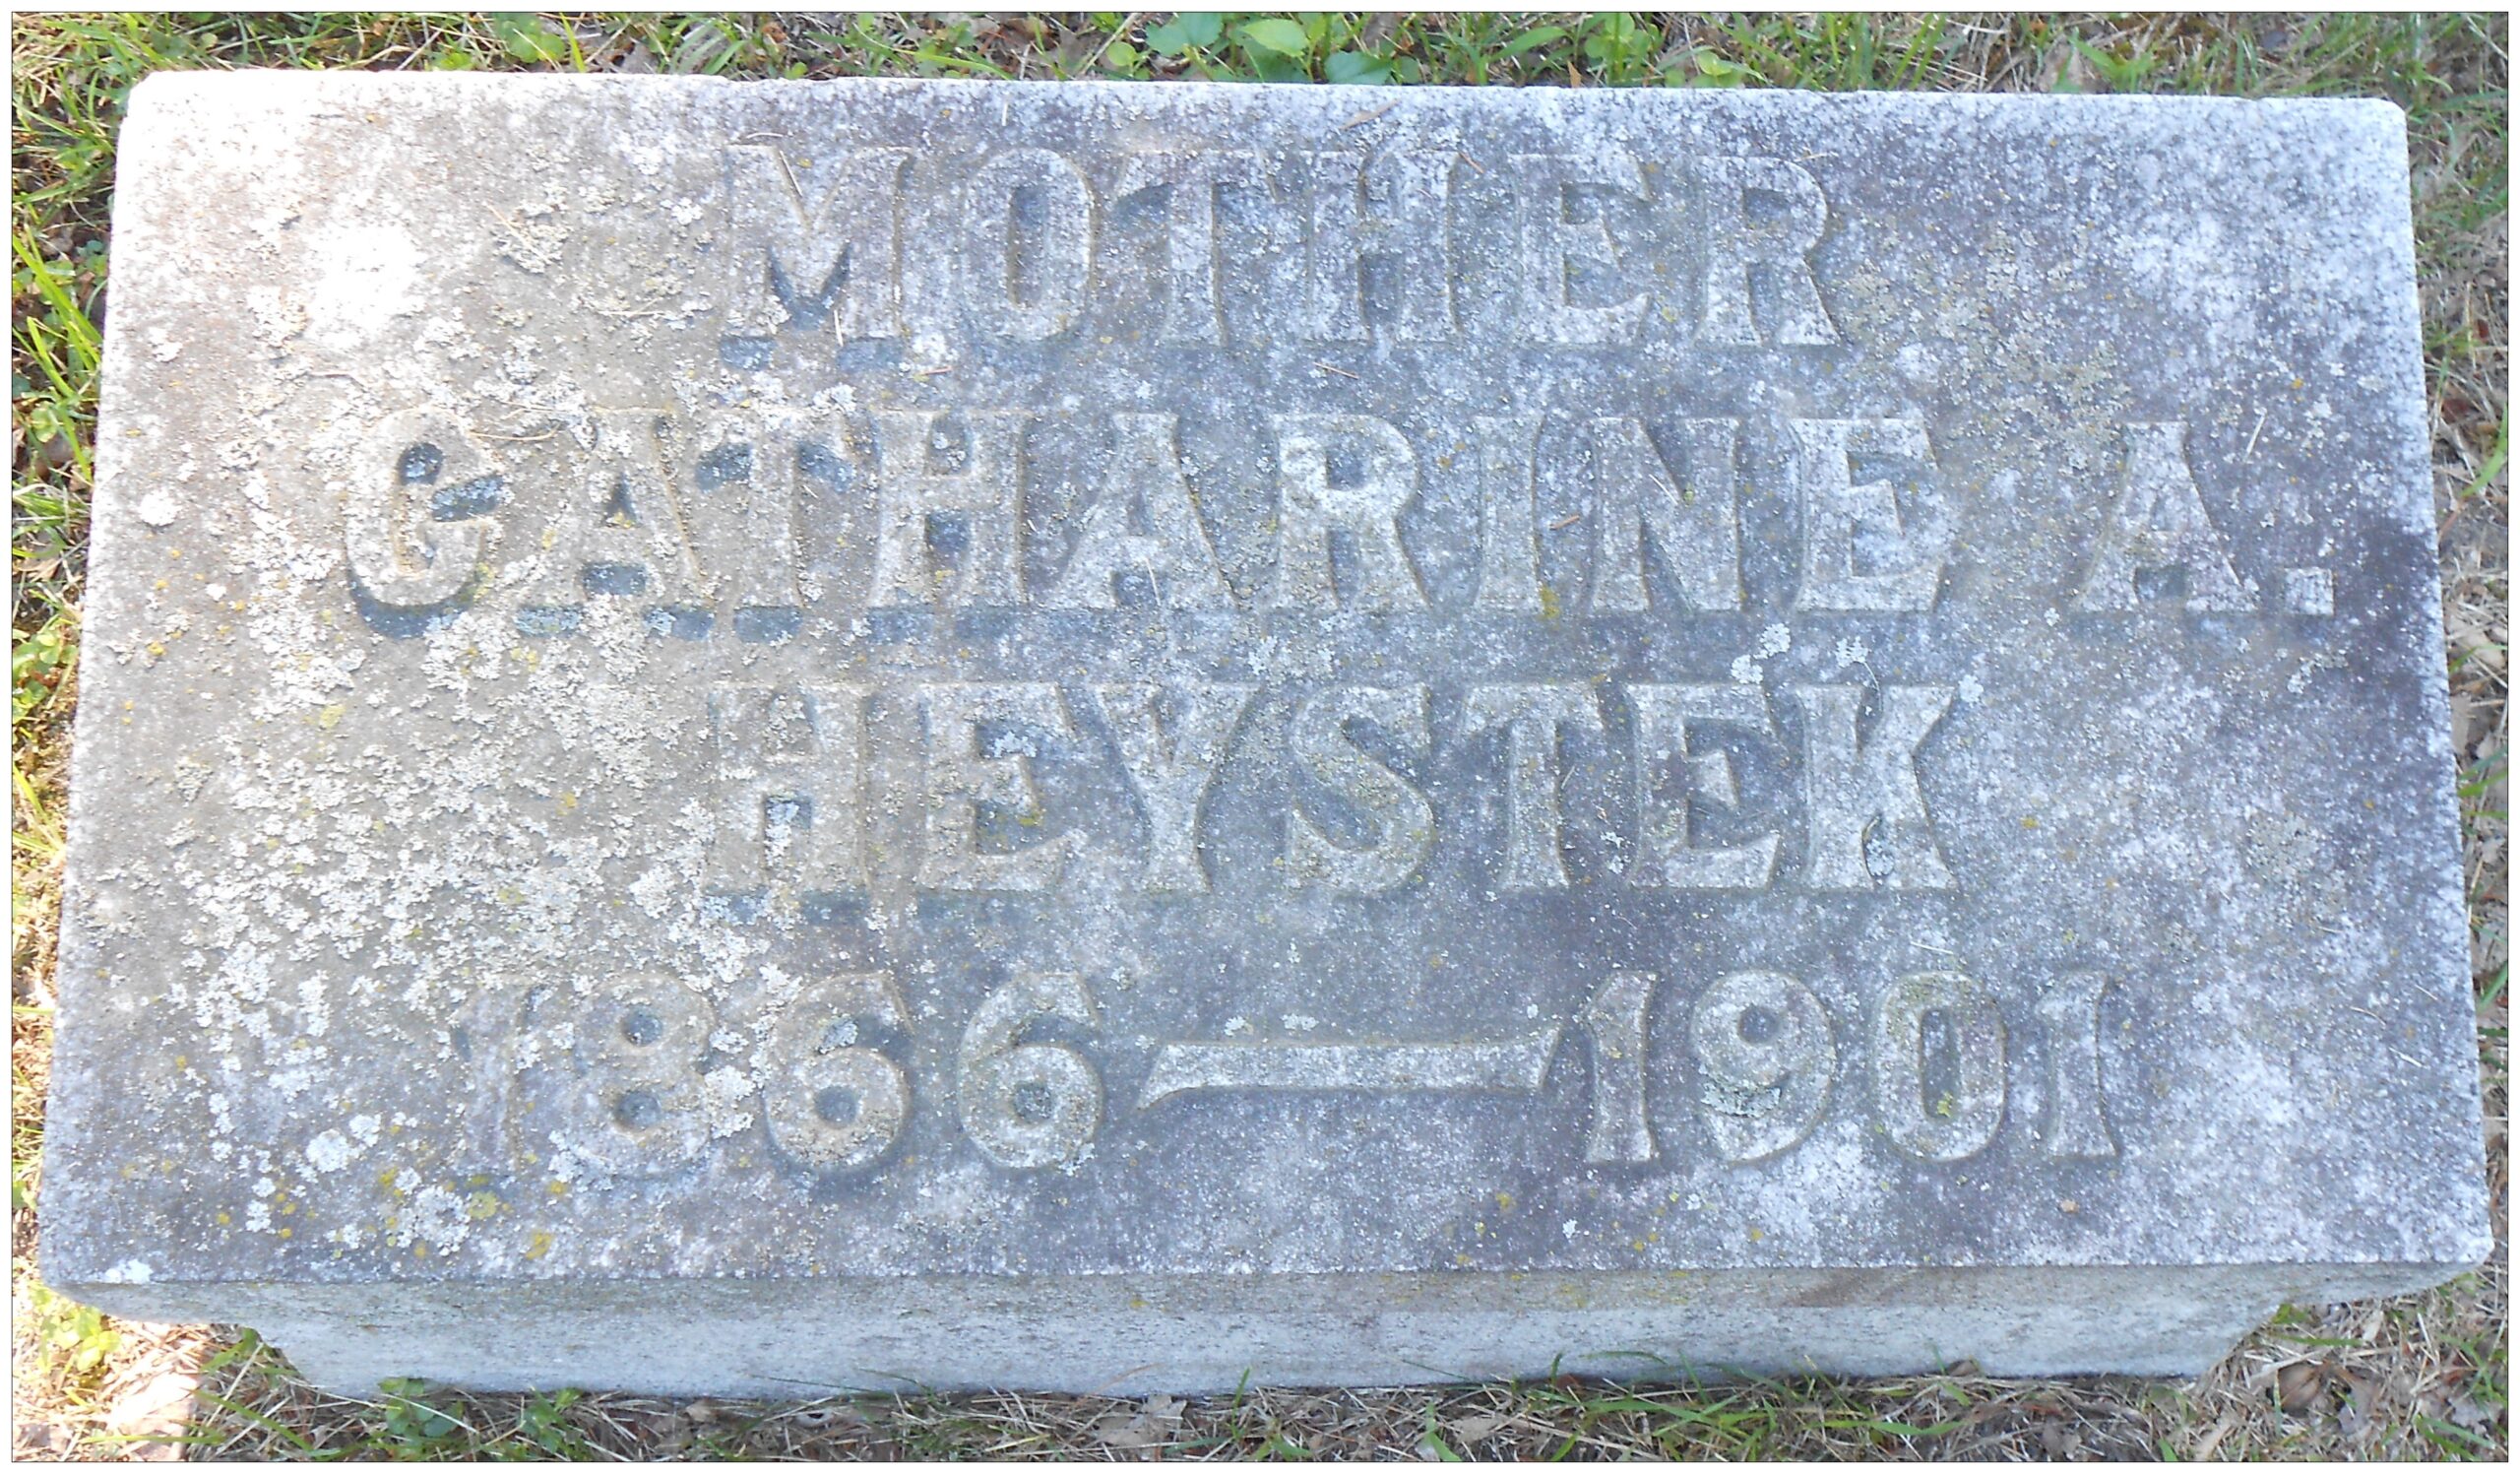 MOTHER
CATHARINE A.
HEYSTEK
1866—1901